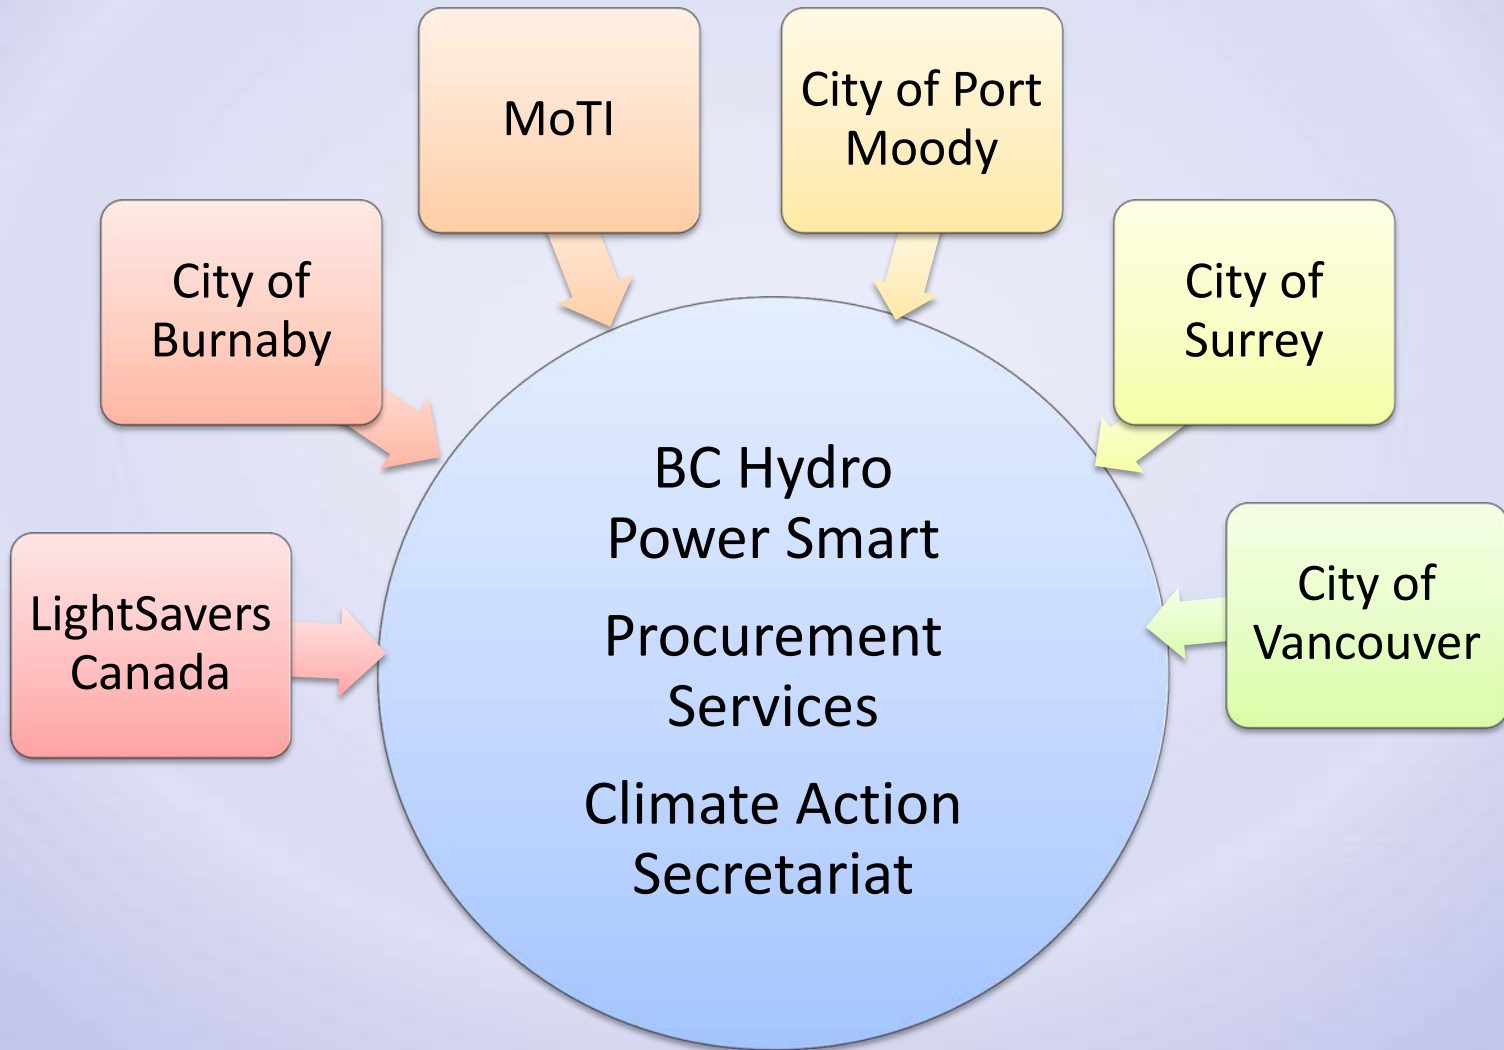 MoTI
City of Port
Moody
City of
Burnaby
City of
Surrey
LightSavers
Canada
City of
Vancouver
BC Hydro
Power Smart
Procurement
Services
Climate Action
Secretariat